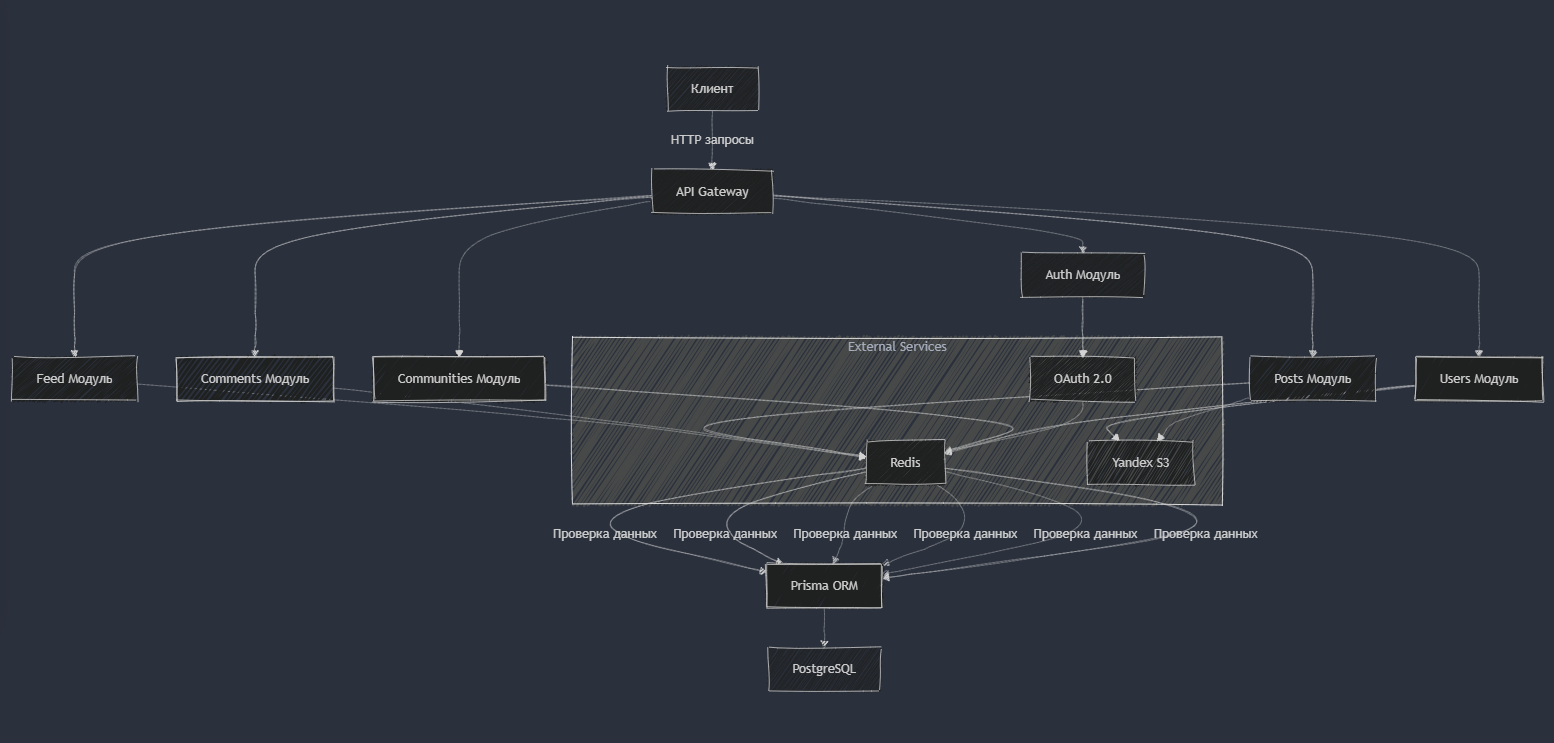 Клиент
HTTP запросы
API Gateway
Auth Модуль
External Services
Feed Модуль
Comments Модуль
Communities Модуль
OAuth 2.0
Posts Модуль
Users Модуль
Redis
Yandex S3
Проверка данных
Проверка данных
Проверка данных
Проверка данных
Проверка данных
Проверка данных
Prisma ORM
PostgreSQL